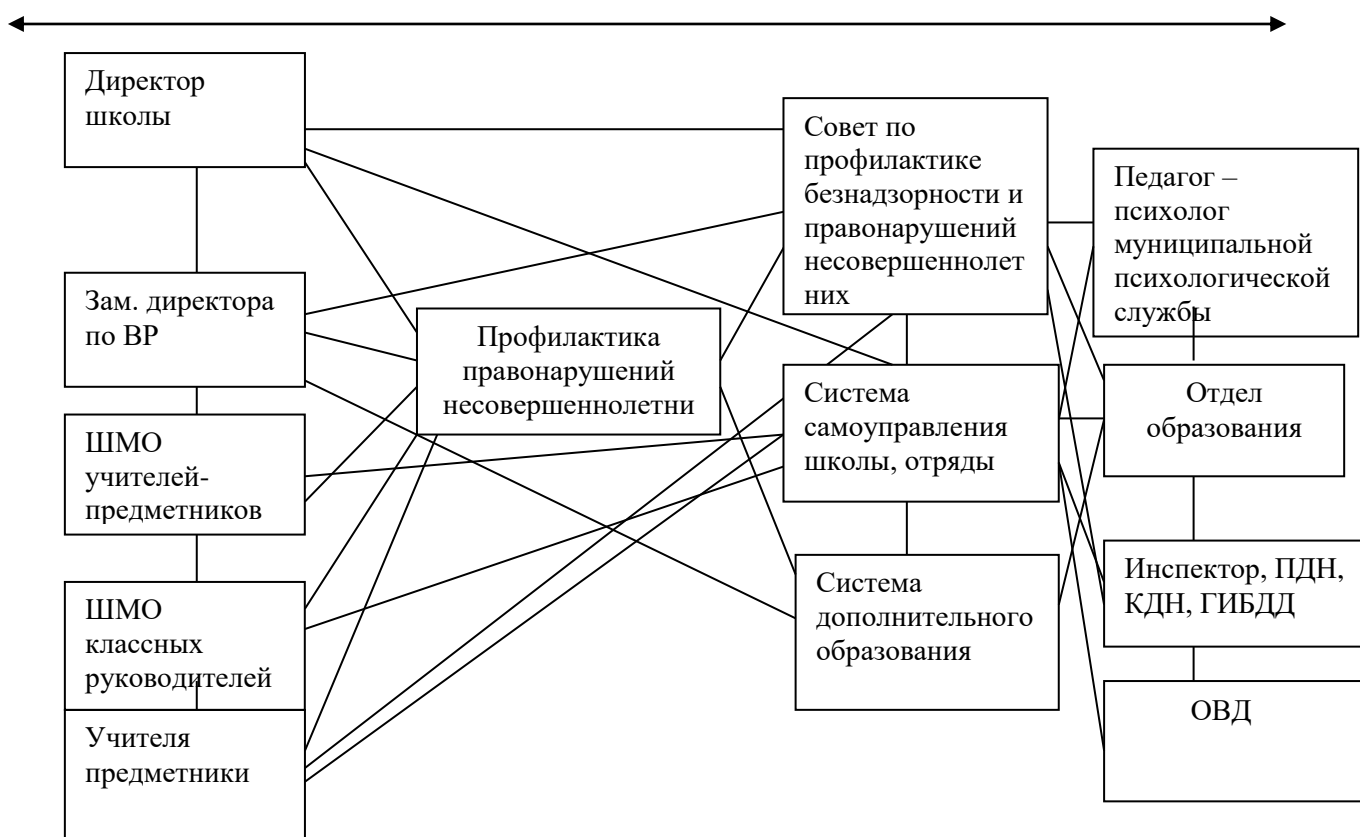 Директор
школы
Зам. директора
по ВР
ШМО
учителей-
предметников
ШМО
классных
руководителей
Учителя
предметники
Профилактика
правонарушений
несовершеннолетни
Совет по
профилактике
безнадзорности и
правонарушений
несовершеннолет
них
Система
самоуправления
школы, отряды
Система
дополнительного
образования
Педагог –
психолог
муниципальной
психологической
службы
Отдел
образования
Инспектор, ПДН,
КДН, ГИБДД
ОВД